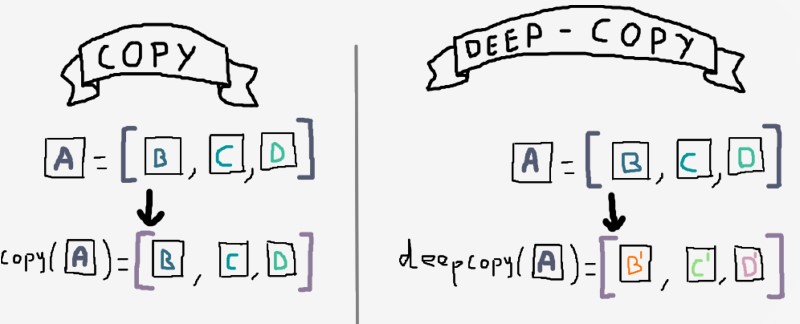 COPY
A = [ B , C , D ]
copy( A ) = [ B , C , D ]
DEEP - COPY
A = [ B , C , D ]
deepcopy( A ) = [ B' , C' , D' ]